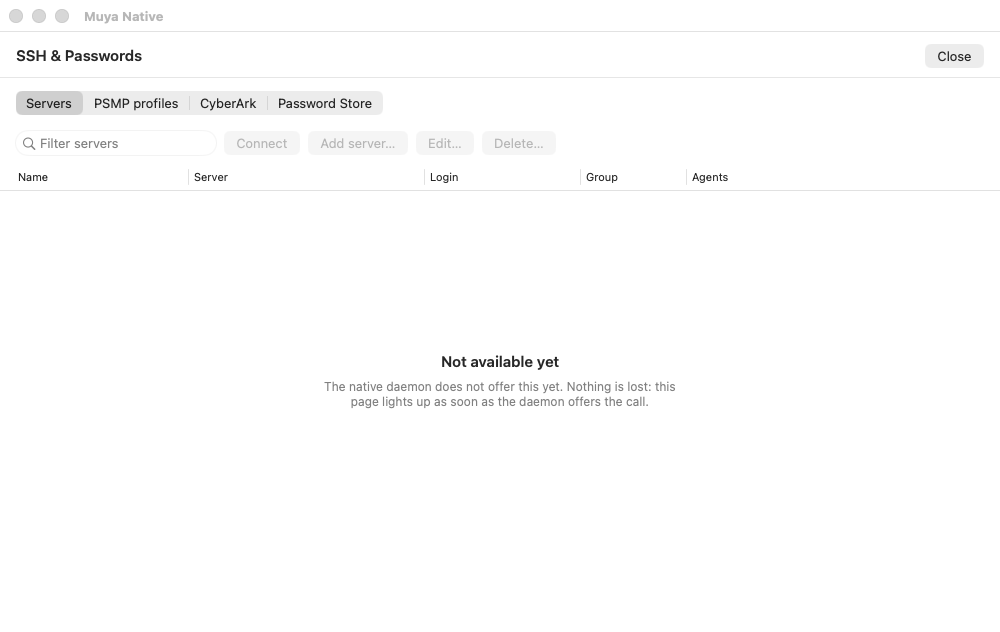 Muya Native
SSH & Passwords
Close
Servers PSMP profiles CyberArk Password Store
Filter servers Connect Add server... Edit... Delete...
Name Server Login Group Agents
Not available yet
The native daemon does not offer this yet. Nothing is lost: this
page lights up as soon as the daemon offers the call.